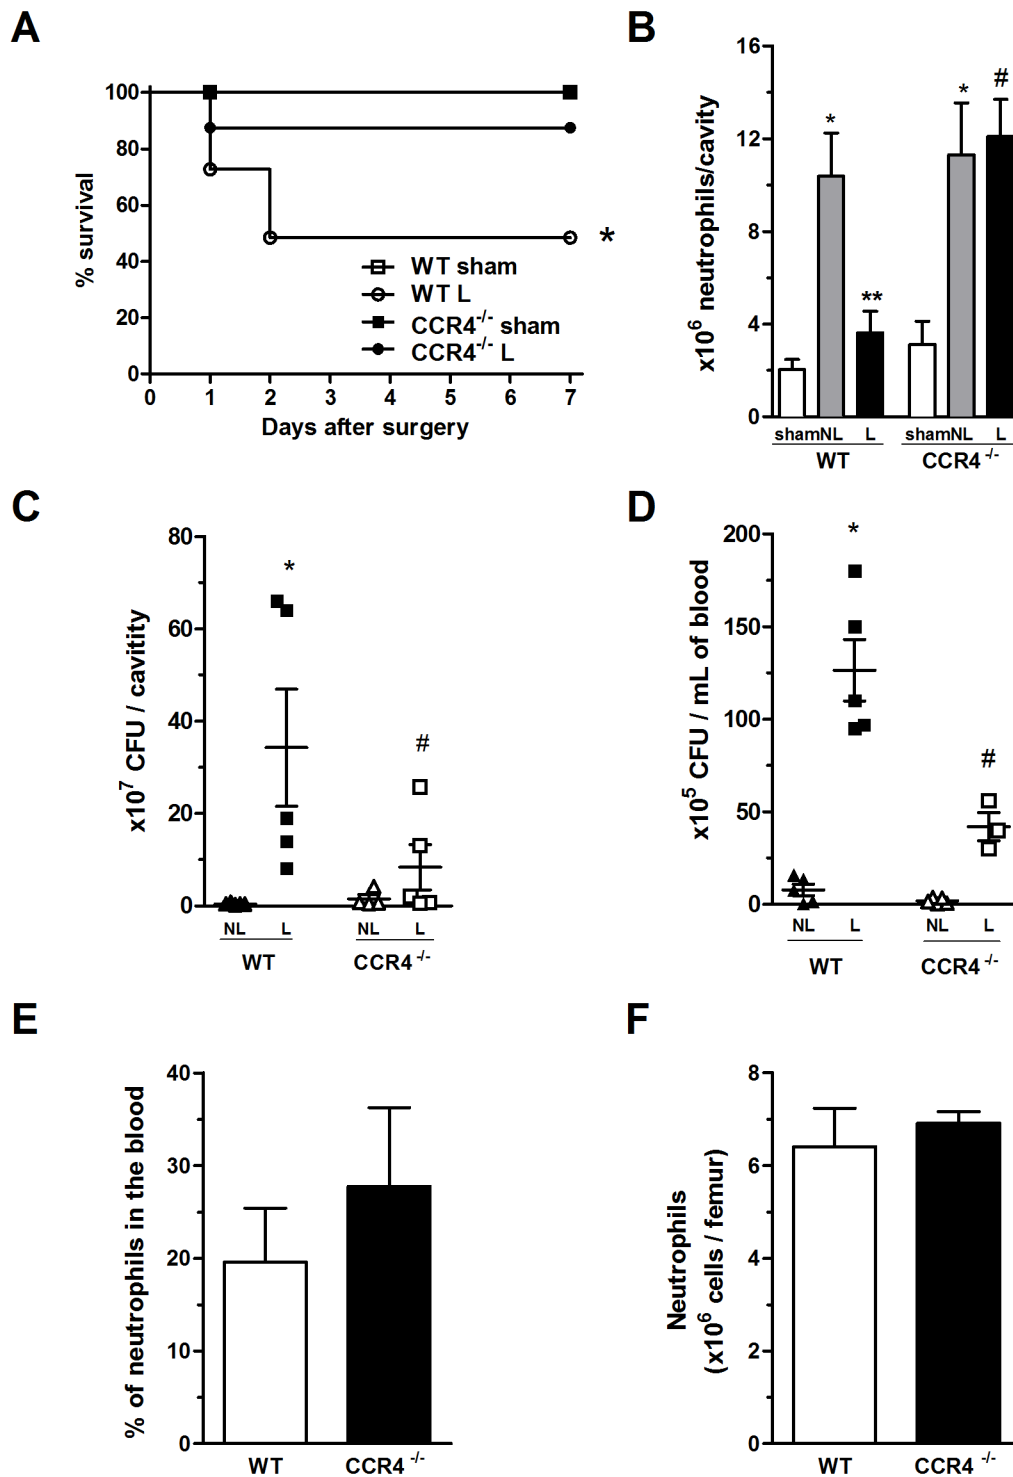 A
100
80
60
40
20
0
% survival
0 1 2 3 4 5 6 7
Days after surgery
*
WT sham
WT L
CCR4-/- sham
CCR4-/- L
B
16
12
8
4
0
x10^6 neutrophils/cavity
*
**
*
#
sham NL L
sham NL L
WT
CCR4 -/-
C
80
60
40
20
0
x10^7 CFU / cavitity
*
#
NL L
NL L
WT
CCR4 -/-
D
200
150
100
50
0
x10^5 CFU / mL of blood
*
#
NL L
NL L
WT
CCR4 -/-
E
40
30
20
10
0
% of neutrophils in the blood
WT
CCR4 -/-
F
8
6
4
2
0
Neutrophils
(x10^6 cells / femur)
WT
CCR4 -/-